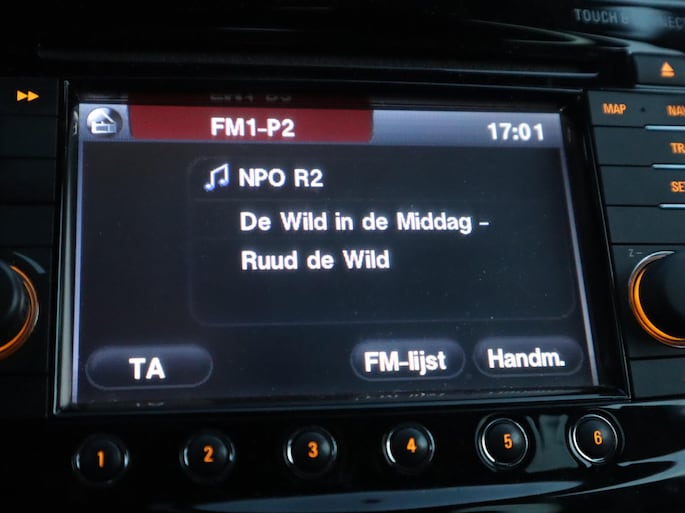 TOUCH &
FM1-P2
17:01
MAP
NPO R2
De Wild in de Middag –
Ruud de Wild
TA
FM-lijst
Handm.
1
2
3
4
5
6